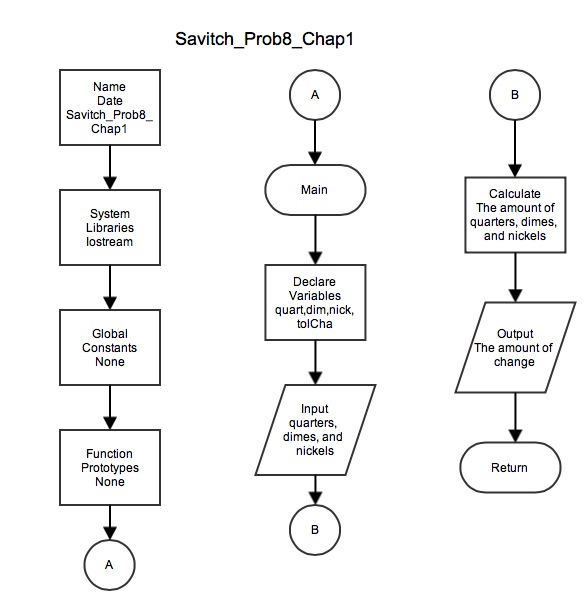 Savitch_Prob8_Chap1
Name
Date
Savitch_Prob8_
Chap1
System
Libraries
Iostream
Global
Constants
None
Function
Prototypes
None
A
A
Main
Declare
Variables
quart,dim,nick,
tolCha
Input
quarters,
dimes, and
nickels
B
B
Calculate
The amount of
quarters, dimes,
and nickels
Output
The amount of
change
Return